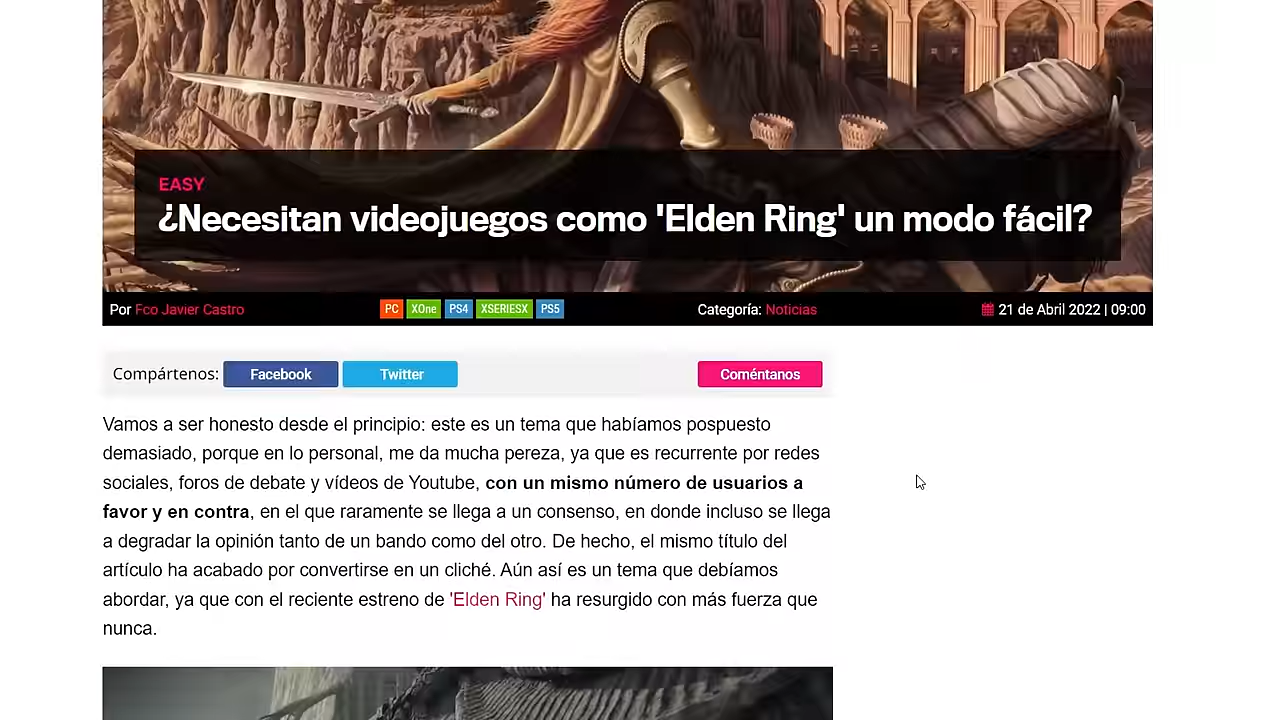 EASY
¿Necesitan videojuegos como 'Elden Ring' un modo fácil?
Por Fco Javier Castro
PC XOne PS4 XSERIESX PS5
Categoría: Noticias
21 de Abril 2022 | 09:00
Compártenos: Facebook Twitter Coméntanos
Vamos a ser honesto desde el principio: este es un tema que habíamos pospuesto
demasiado, porque en lo personal, me da mucha pereza, ya que es recurrente por redes
sociales, foros de debate y vídeos de Youtube, con un mismo número de usuarios a
favor y en contra, en el que raramente se llega a un consenso, en donde incluso se llega
a degradar la opinión tanto de un bando como del otro. De hecho, el mismo título del
artículo ha acabado por convertirse en un cliché. Aún así es un tema que debíamos
abordar, ya que con el reciente estreno de 'Elden Ring' ha resurgido con más fuerza que
nunca.